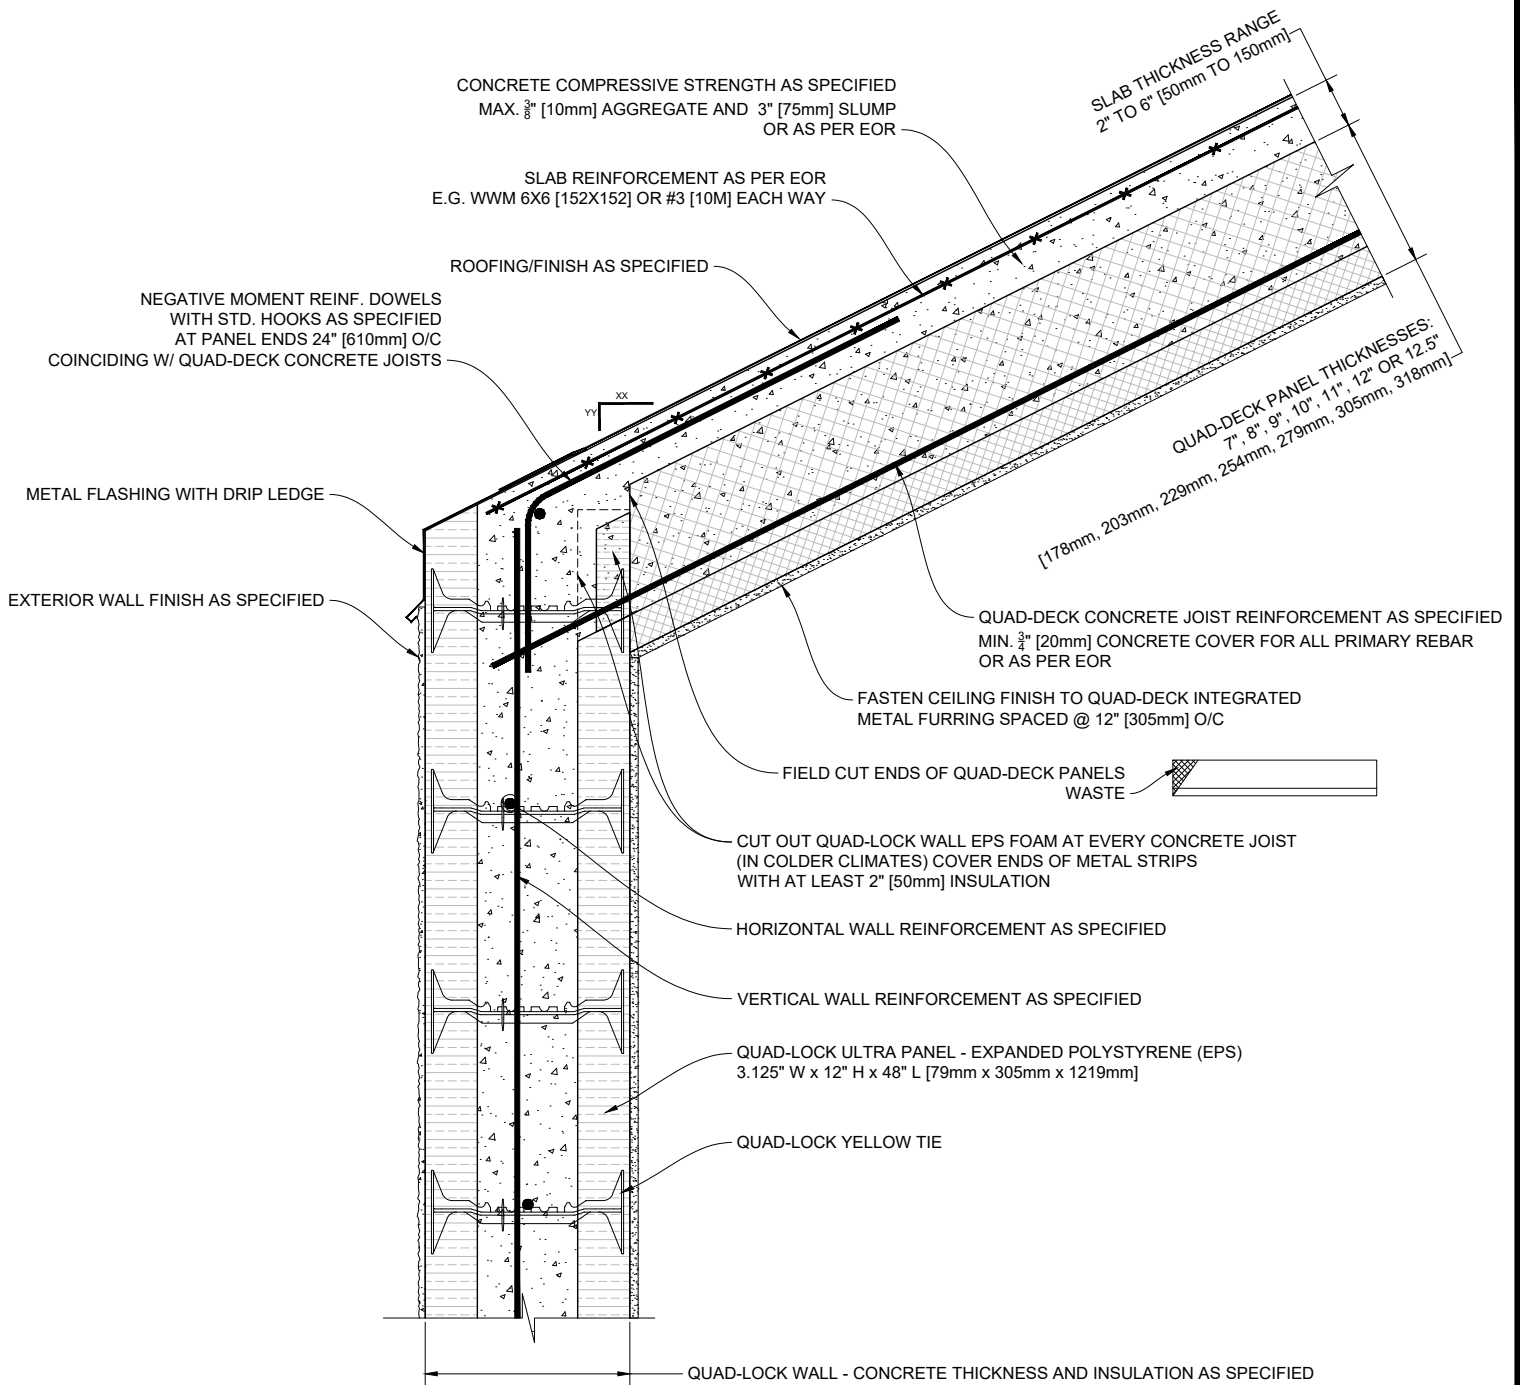 SLAB THICKNESS RANGE
2" TO 6" [50mm TO 150mm]
CONCRETE COMPRESSIVE STRENGTH AS SPECIFIED
MAX. 3/8" [10mm] AGGREGATE AND 3" [75mm] SLUMP
OR AS PER EOR
SLAB REINFORCEMENT AS PER EOR
E.G. WWM 6X6 [152X152] OR #3 [10M] EACH WAY
ROOFING/FINISH AS SPECIFIED
NEGATIVE MOMENT REINF. DOWELS
WITH STD. HOOKS AS SPECIFIED
AT PANEL ENDS 24" [610mm] O/C
COINCIDING W/ QUAD-DECK CONCRETE JOISTS
XX
YY
QUAD-DECK PANEL THICKNESSES:
7", 8", 9", 10", 11", 12" OR 12.5"
[178mm, 203mm, 229mm, 254mm, 279mm, 305mm, 318mm]
METAL FLASHING WITH DRIP LEDGE
EXTERIOR WALL FINISH AS SPECIFIED
QUAD-DECK CONCRETE JOIST REINFORCEMENT AS SPECIFIED
MIN. 3/4" [20mm] CONCRETE COVER FOR ALL PRIMARY REBAR
OR AS PER EOR
FASTEN CEILING FINISH TO QUAD-DECK INTEGRATED
METAL FURRING SPACED @ 12" [305mm] O/C
FIELD CUT ENDS OF QUAD-DECK PANELS
WASTE
CUT OUT QUAD-LOCK WALL EPS FOAM AT EVERY CONCRETE JOIST
(IN COLDER CLIMATES) COVER ENDS OF METAL STRIPS
WITH AT LEAST 2" [50mm] INSULATION
HORIZONTAL WALL REINFORCEMENT AS SPECIFIED
VERTICAL WALL REINFORCEMENT AS SPECIFIED
QUAD-LOCK ULTRA PANEL - EXPANDED POLYSTYRENE (EPS)
3.125" W x 12" H x 48" L [79mm x 305mm x 1219mm]
QUAD-LOCK YELLOW TIE
QUAD-LOCK WALL - CONCRETE THICKNESS AND INSULATION AS SPECIFIED